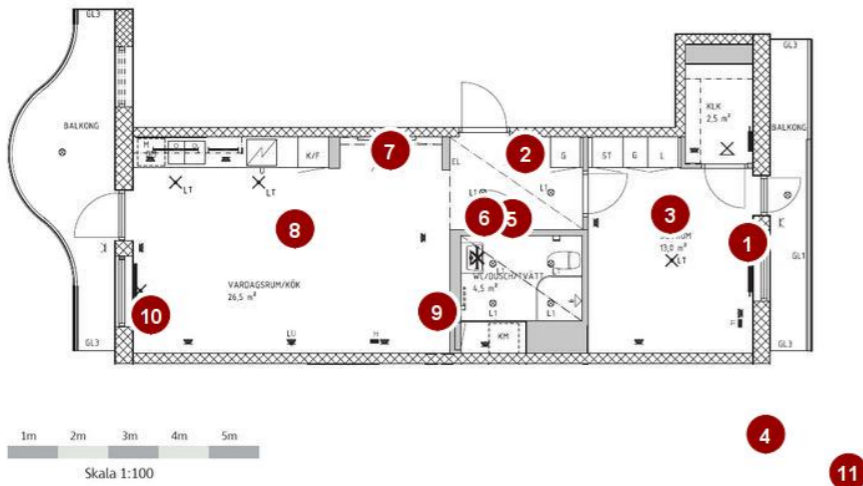 GL3
GL3
KLK
2,5 m²
BALKONG
BALKONG
M
K/F
7
EL
2
G
ST
G
L
U
LT
LT
L1
L1
6
5
3
13,0 m²
LT
1
8
GL1
WC/DUSCH/TVÄTT
4,5 m²
VARDAGSRUM/KÖK
26,5 m²
10
9
L1
L1
KM
GL3
GL3
1m 2m 3m 4m 5m
Skala 1:100
4
11